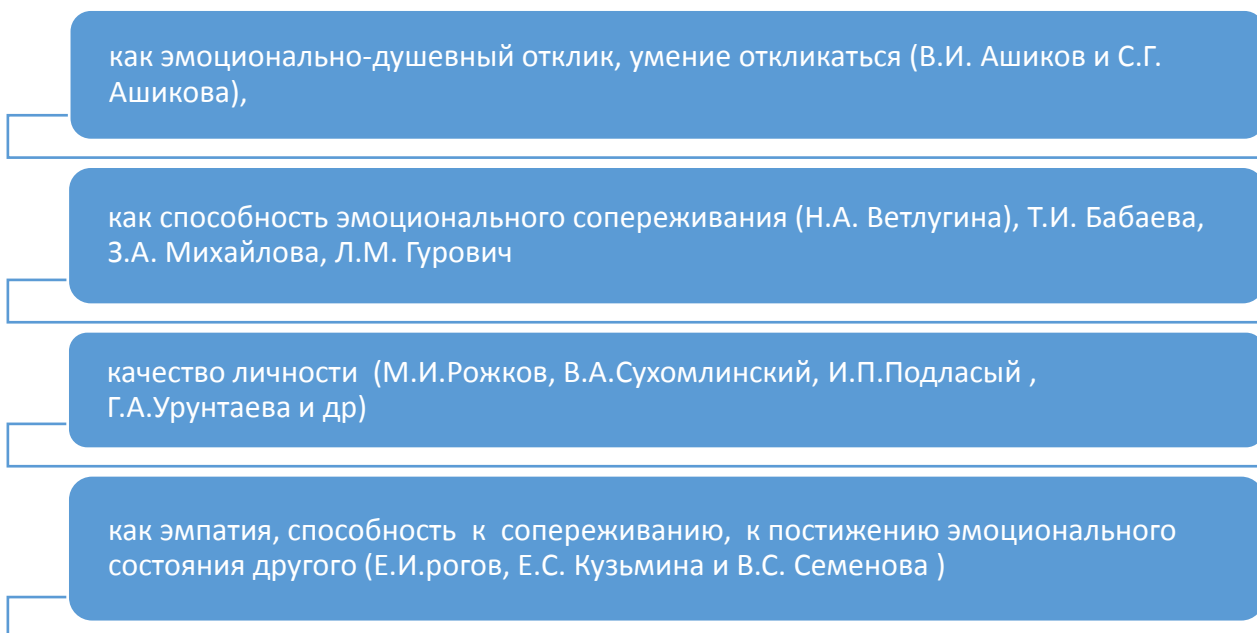 как эмоционально-душевный отклик, умение откликаться (В.И. Ашиков и С.Г.
Ашикова),
как способность эмоционального сопереживания (Н.А. Ветлугина), Т.И. Бабаева,
З.А. Михайлова, Л.М. Гурович
качество личности (М.И.Рожков, В.А.Сухомлинский, И.П.Подласый ,
Г.А.Урунтаева и др)
как эмпатия, способность к сопереживанию, к постижению эмоционального
состояния другого (Е.И.рогов, Е.С. Кузьмина и В.С. Семенова )